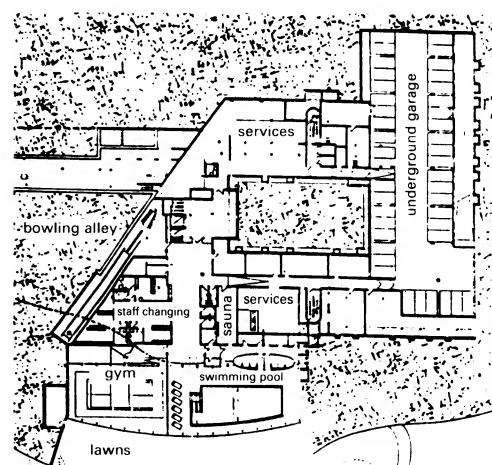 services
underground garage
bowling alley
staff changing
sauna
services
gym
swimming pool
lawns